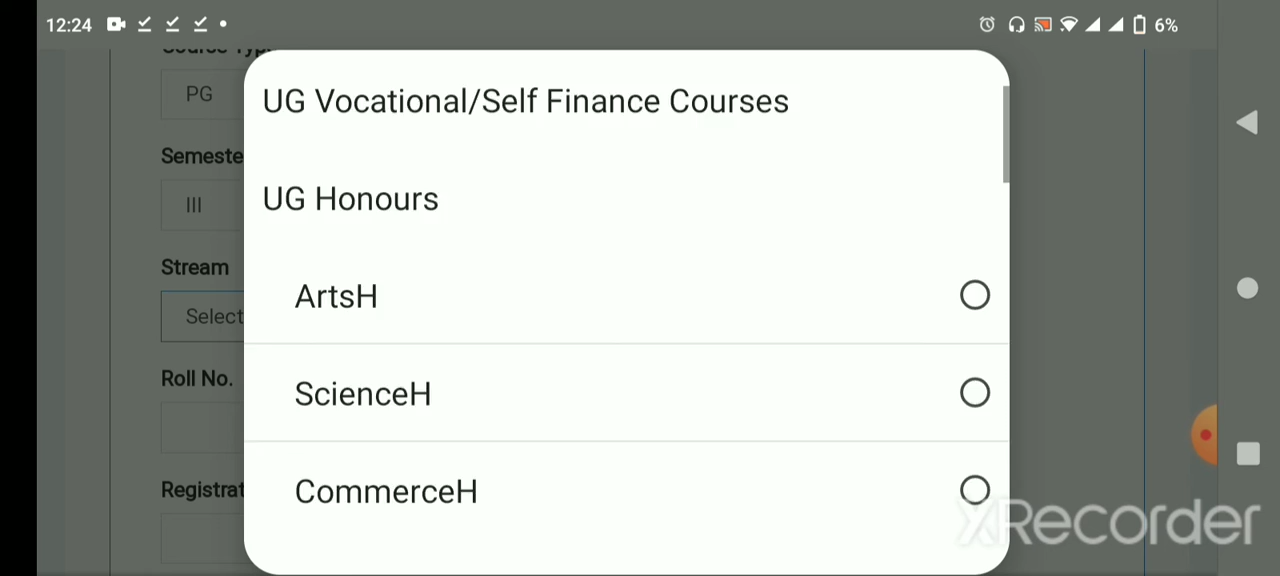 12:24
6%
PG
UG Vocational/Self Finance Courses
Semeste
UG Honours
III
Stream
ArtsH
Select
Roll No.
ScienceH
Registrat
CommerceH
XRecorder